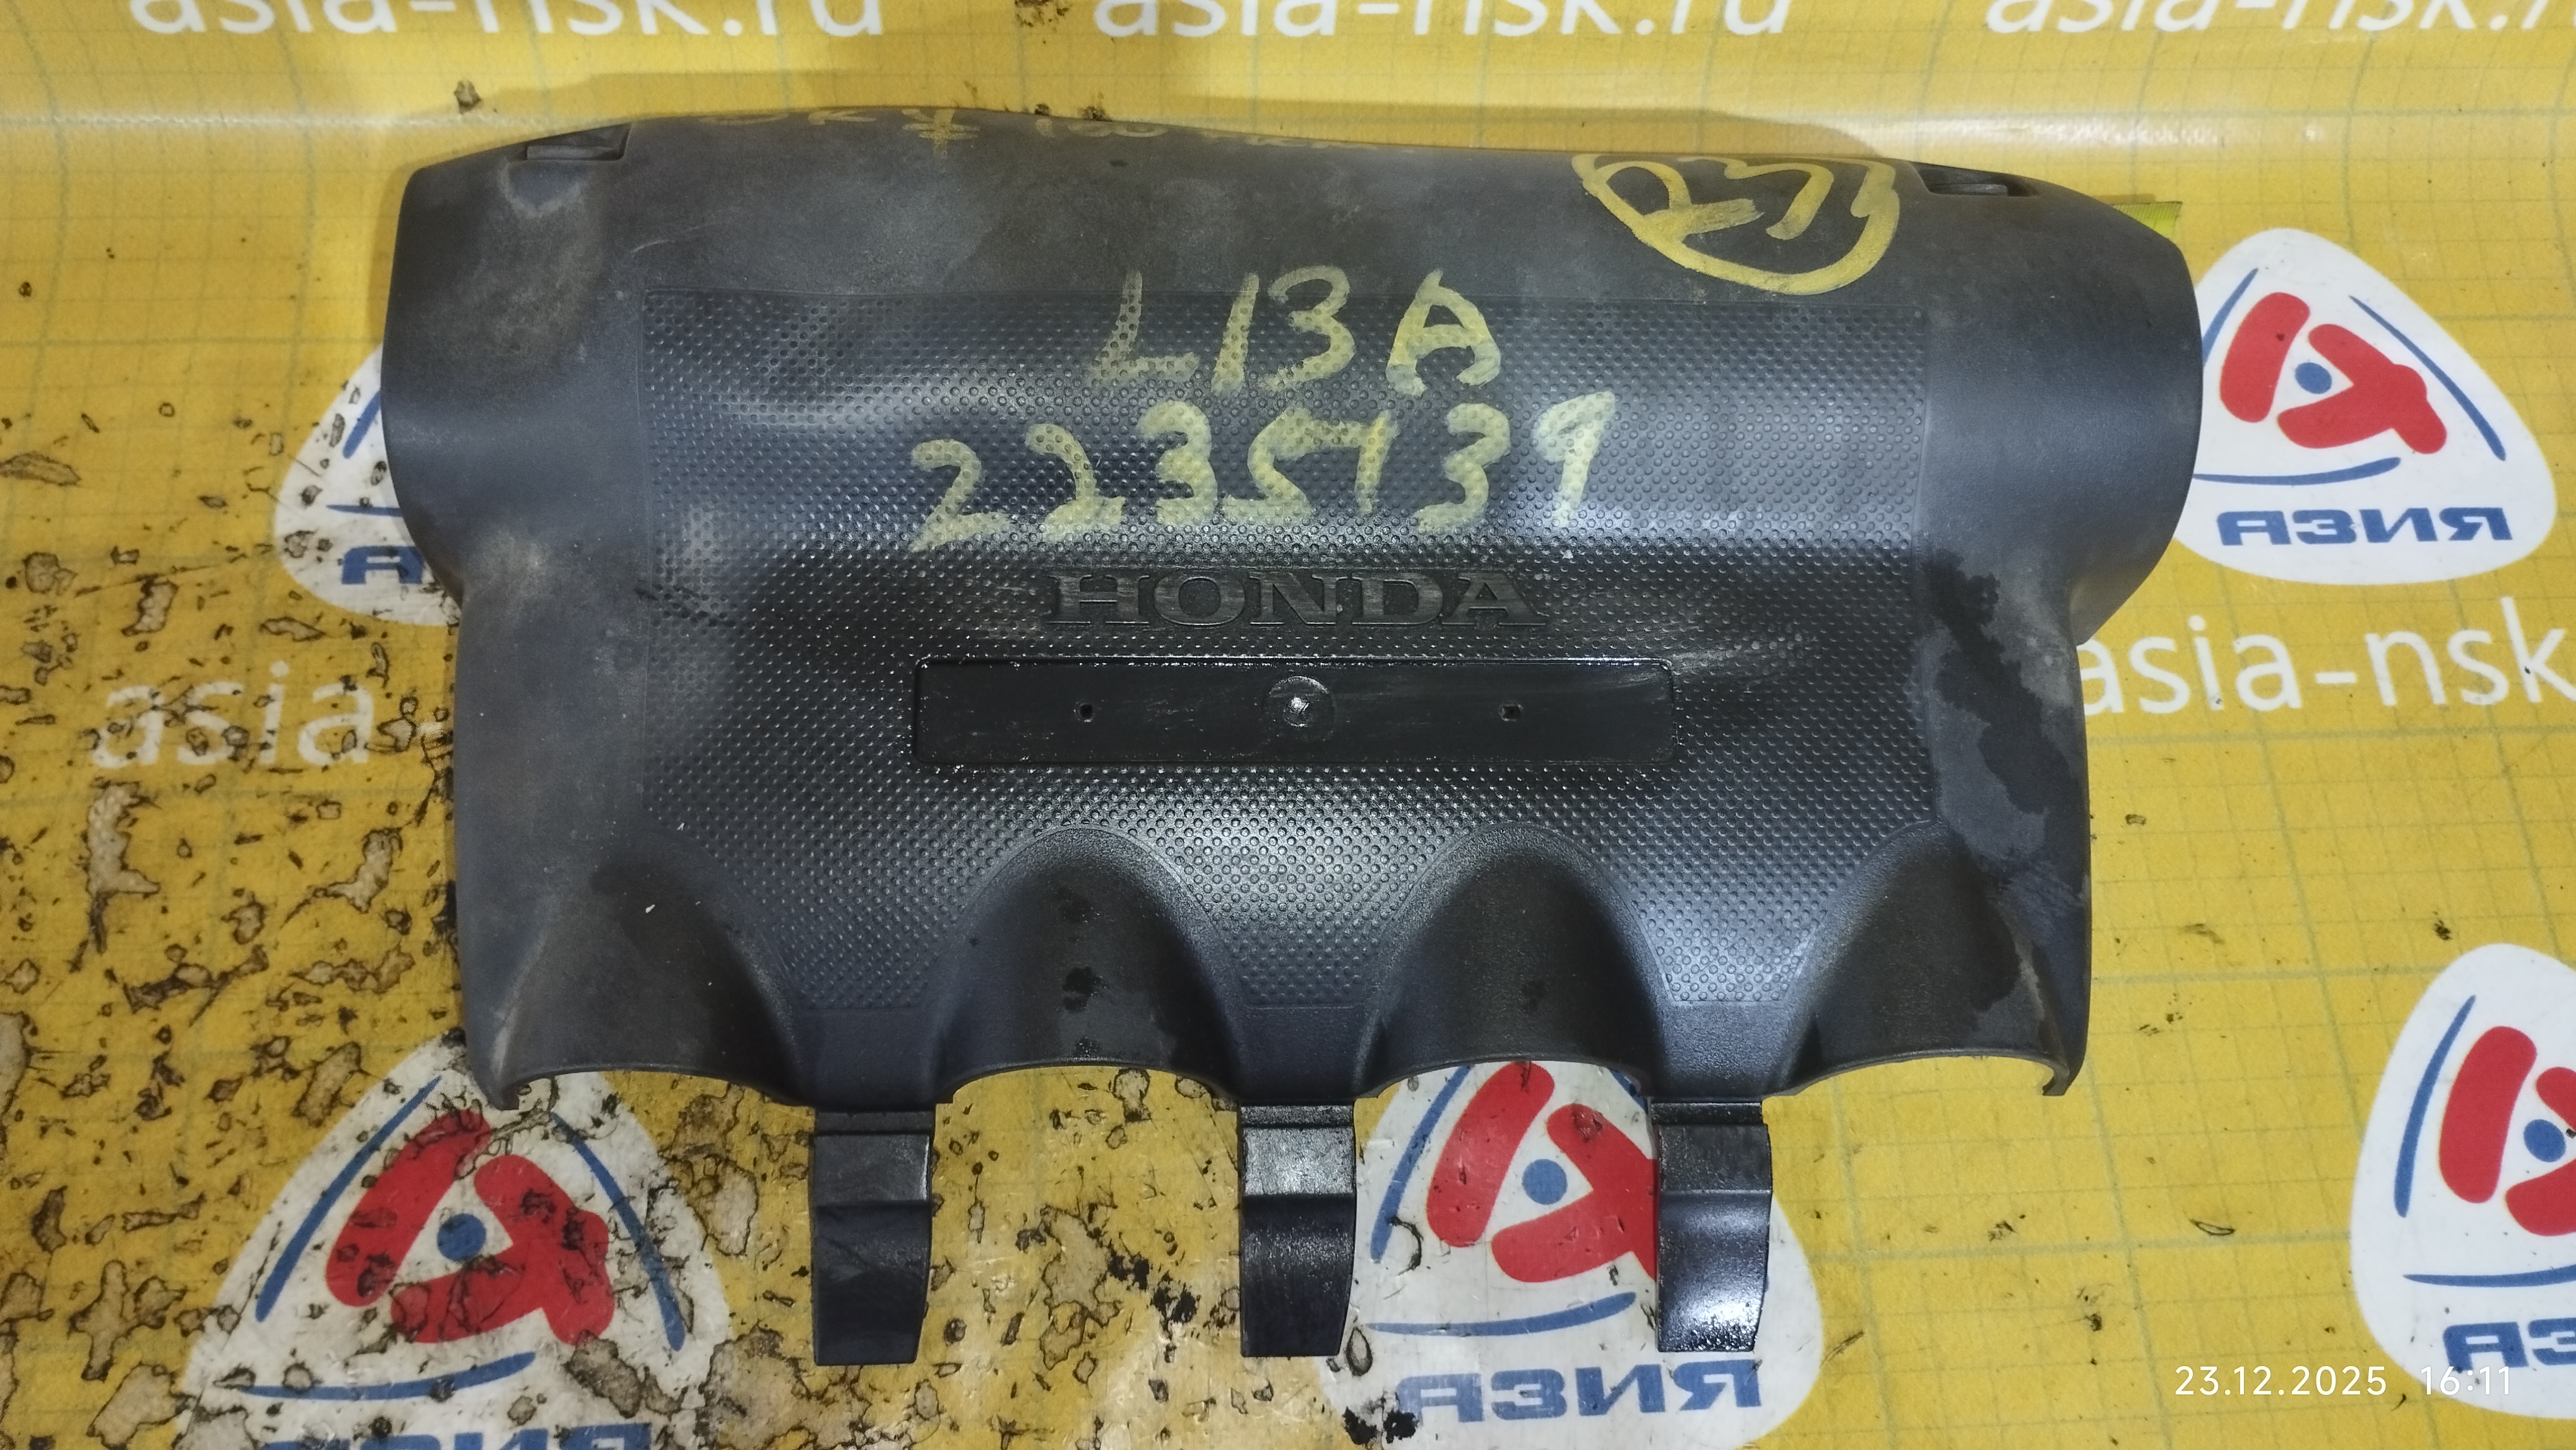 asia-nsk.ru
asia-nsk.ru
asia-nsk.ru
L13A
2235139
HONDA
АЗИЯ
asia-nsk
asia-
АЗИЯ
АЗИЯ
23.12.2025 16:11